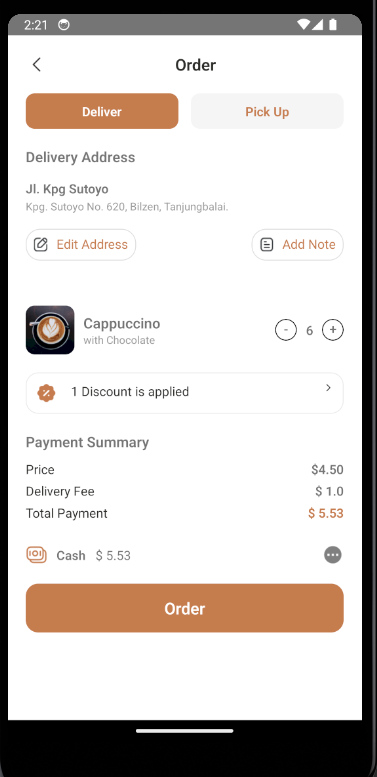 2:21
Order
Deliver Pick Up
Delivery Address
Jl. Kpg Sutoyo
Kpg. Sutoyo No. 620, Bilzen, Tanjungbalai.
Edit Address Add Note
Cappuccino
with Chocolate
- 6 +
1 Discount is applied
Payment Summary
Price $4.50
Delivery Fee $ 1.0
Total Payment $ 5.53
Cash $ 5.53
Order